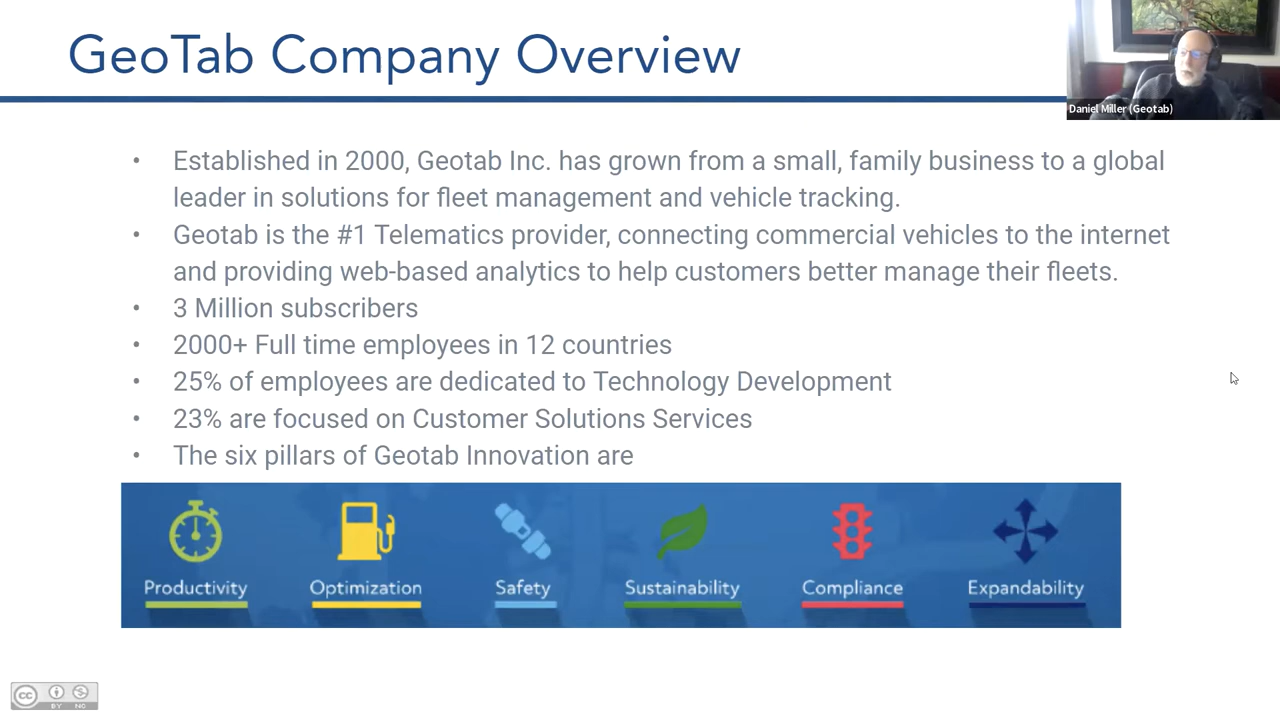 GeoTab Company Overview
Daniel Miller (Geotab)
• Established in 2000, Geotab Inc. has grown from a small, family business to a global
leader in solutions for fleet management and vehicle tracking.
• Geotab is the #1 Telematics provider, connecting commercial vehicles to the internet
and providing web-based analytics to help customers better manage their fleets.
• 3 Million subscribers
• 2000+ Full time employees in 12 countries
• 25% of employees are dedicated to Technology Development
• 23% are focused on Customer Solutions Services
• The six pillars of Geotab Innovation are
Productivity Optimization Safety Sustainability Compliance Expandability
cc
BY NC